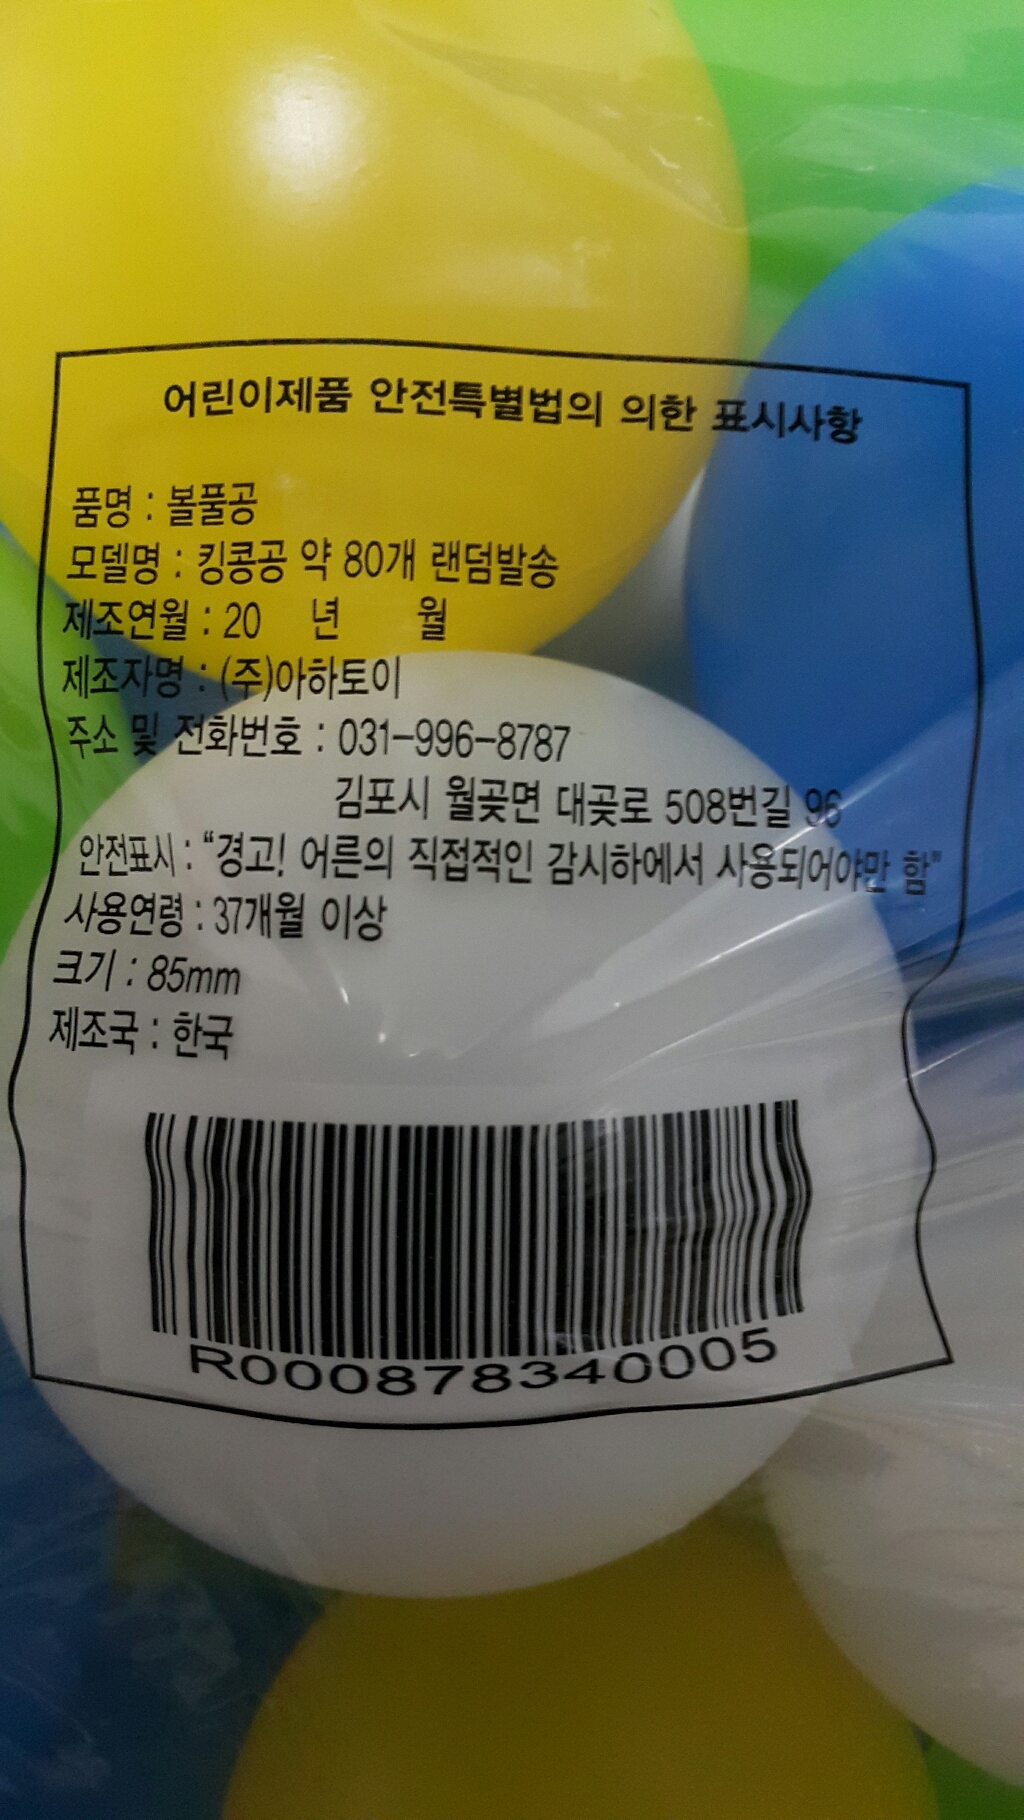 어린이제품 안전특별법의 의한 표시사항
품명 : 볼풀공
모델명 : 킹콩공 약 80개 랜덤발송
제조연월 : 20 년 월
제조자명 : (주)아하토이
주소 및 전화번호 : 031-996-8787
김포시 월곶면 대곶로 508번길 96
안전표시 : “경고! 어른의 직접적인 감시하에서 사용되어야만 함”
사용연령 : 37개월 이상
크기 : 85mm
제조국 : 한국
R000878340005